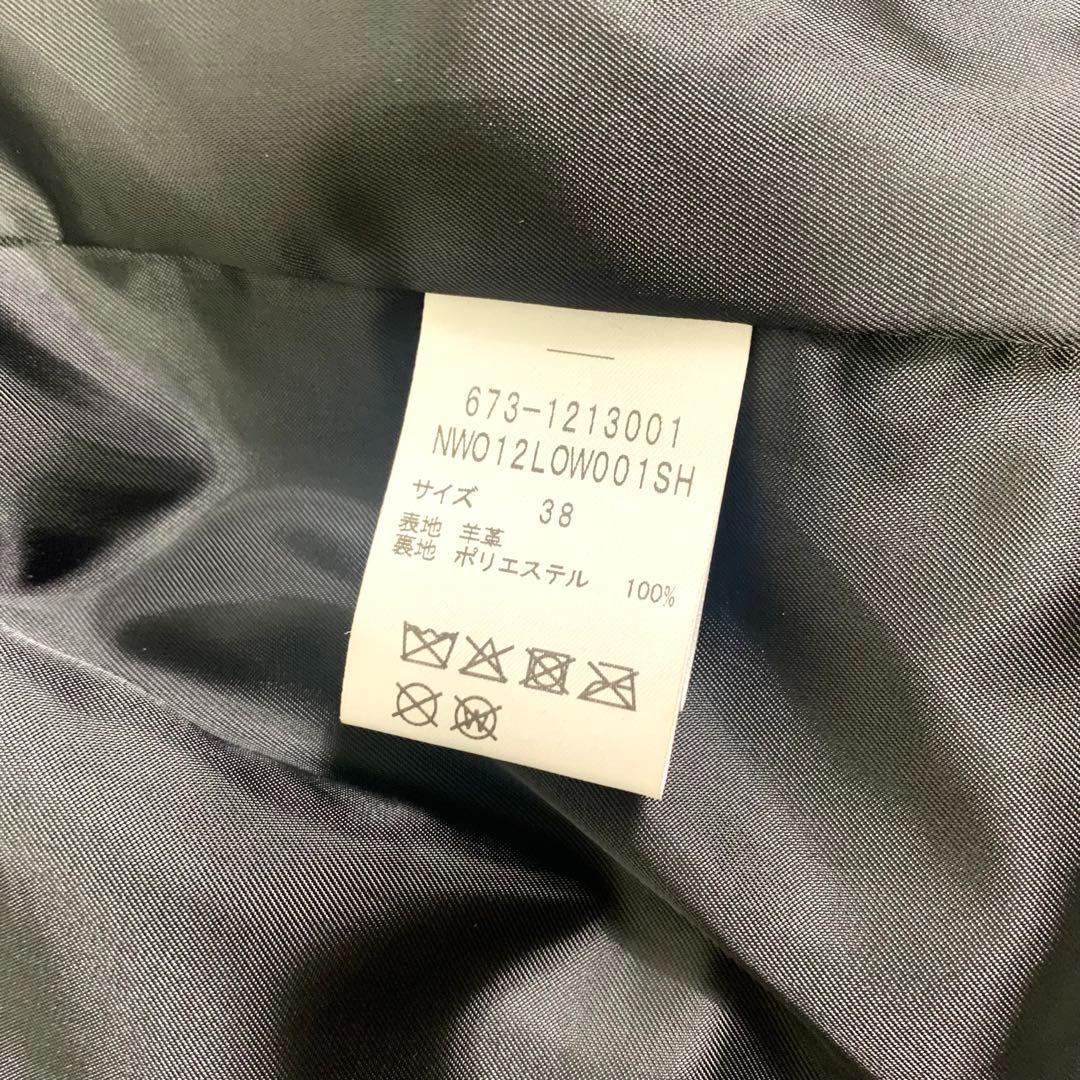 673-1213001
NW012LOW001SH
サイズ 38
表地 羊革
裏地 ポリエステル 100%
W